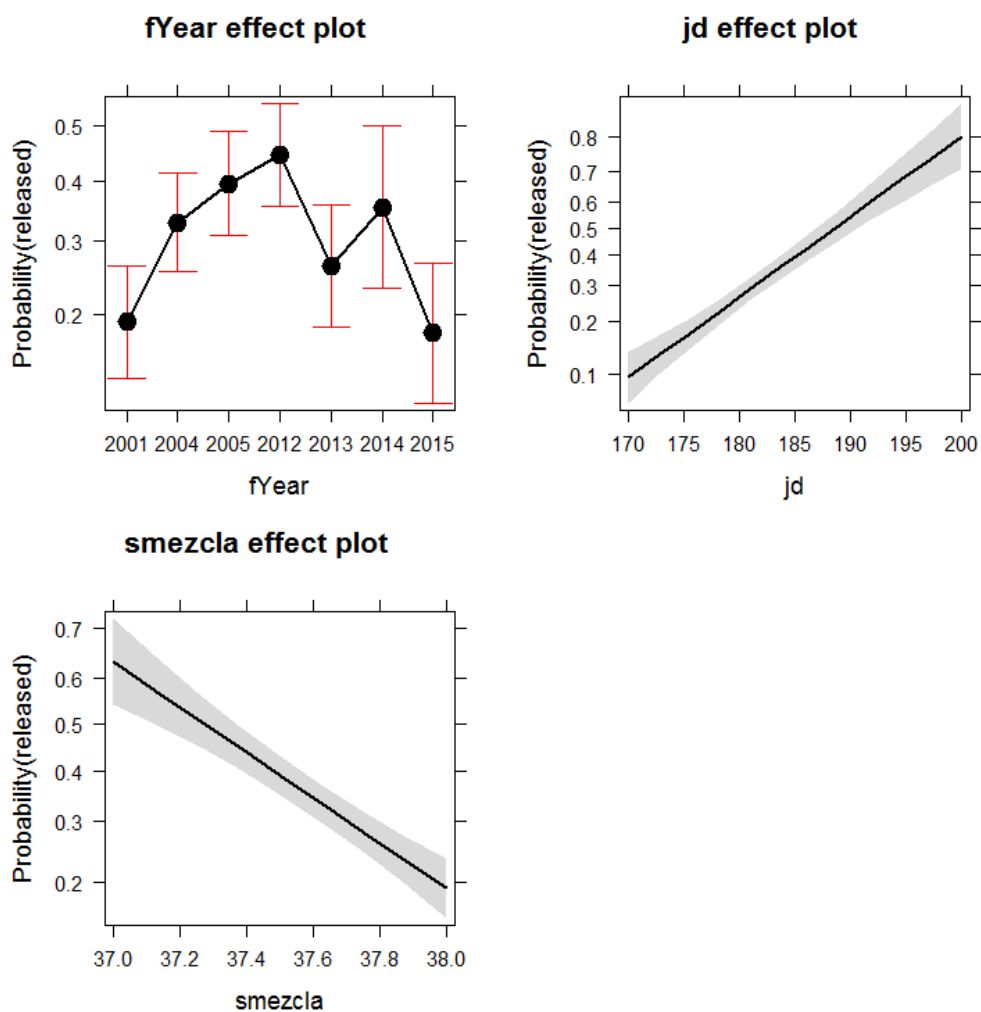 fYear effect plot
Probability(released)
0.5
0.4
0.3
0.2
2001 2004 2005 2012 2013 2014 2015
fYear
jd effect plot
Probability(released)
0.8
0.7
0.6
0.5
0.4
0.3
0.2
0.1
170 175 180 185 190 195 200
jd
smezcla effect plot
Probability(released)
0.7
0.6
0.5
0.4
0.3
0.2
37.0 37.2 37.4 37.6 37.8 38.0
smezcla